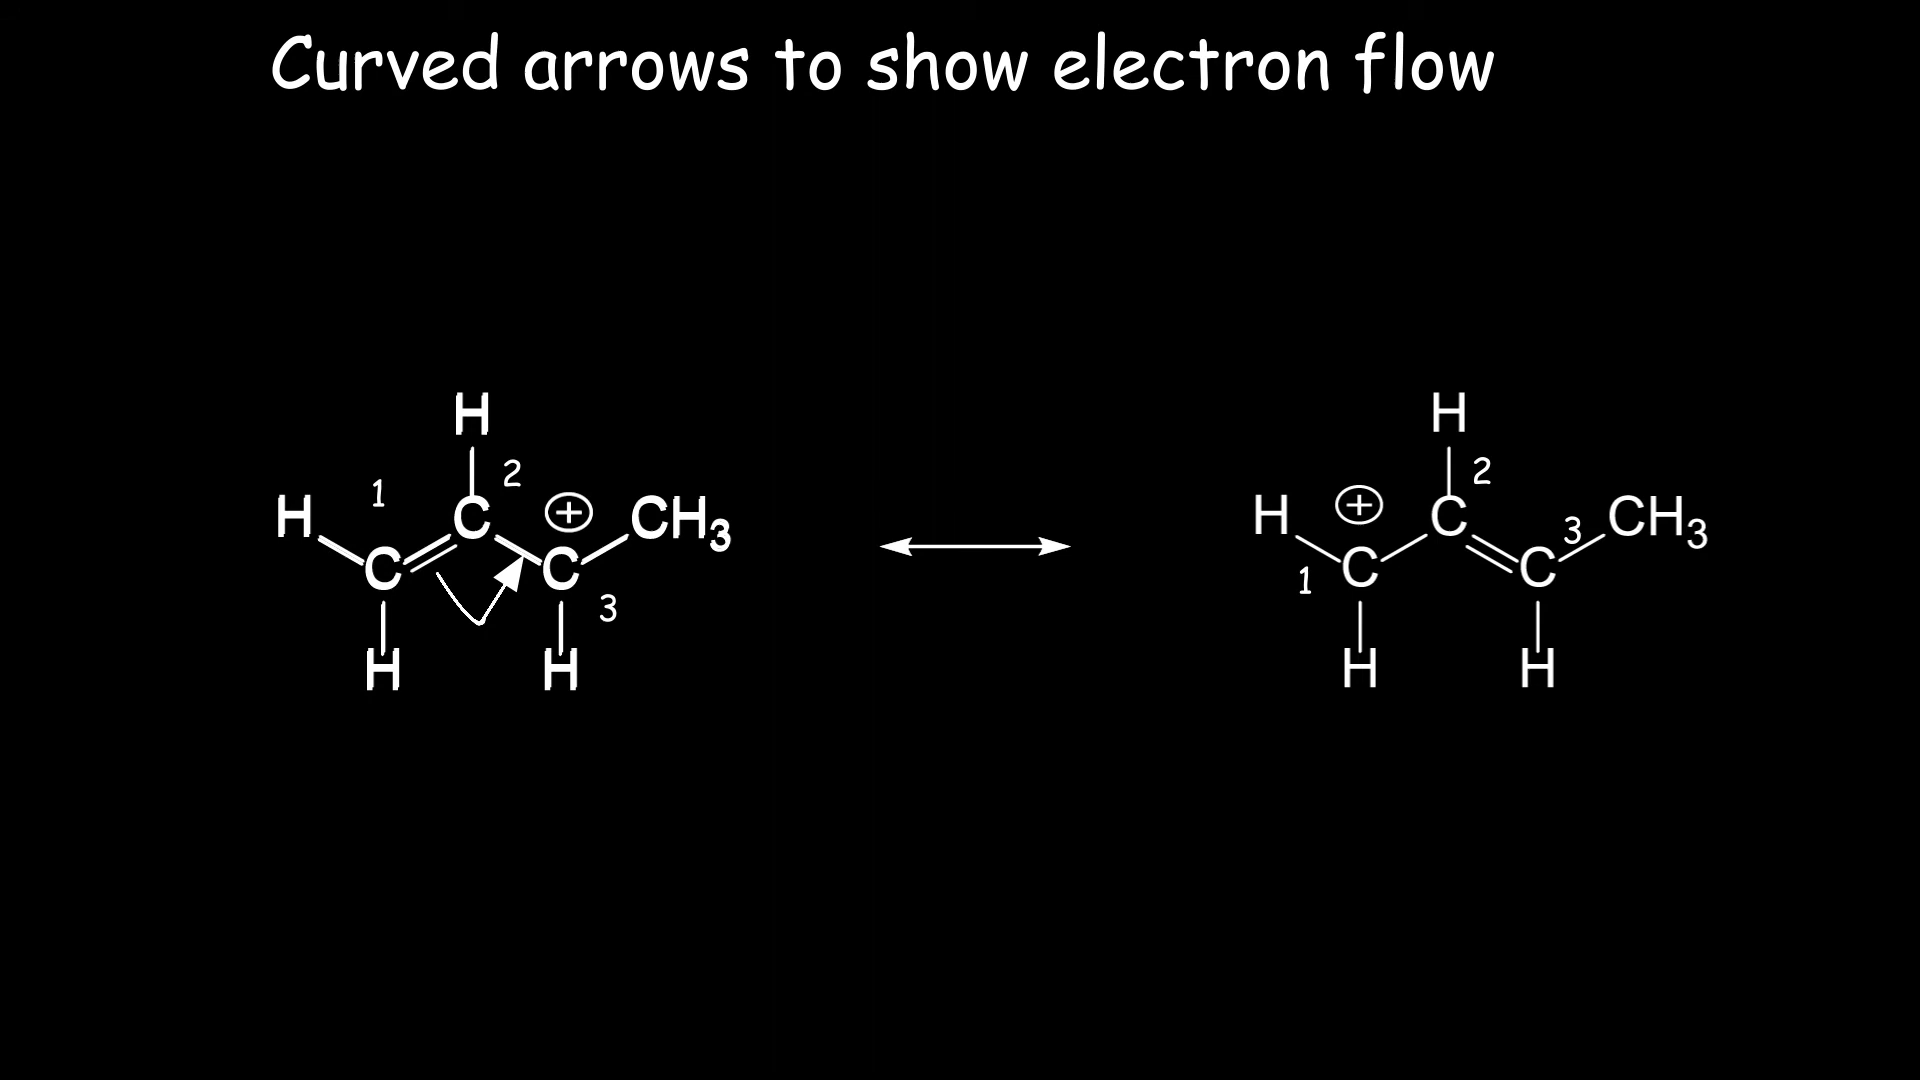 Curved arrows to show electron flow
H H
1 2 2
H ⊕ CH3 H ⊕ C CH3
C 3
C C 1 C C
3
H H H H